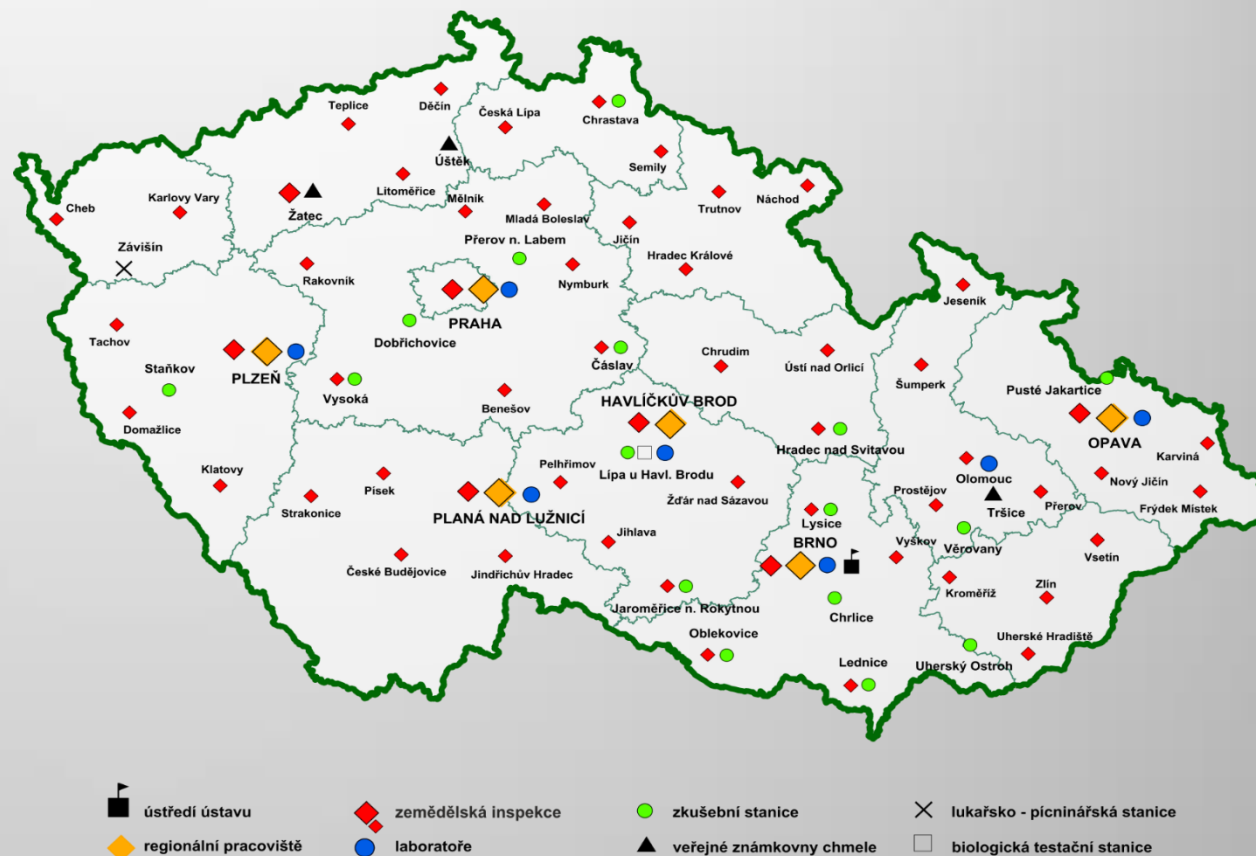 Děčín
Teplice
Česká Lípa
Chrastava
Úštěk
Semily
Litoměřice
Karlovy Vary
Cheb
Žatec
Mělník
Mladá Boleslav
Trutnov
Náchod
Jičín
Závišín
Přerov n. Labem
Hradec Králové
Rakovník
Nymburk
Jeseník
PRAHA
Tachov
Dobřichovice
Staňkov
PLZEŇ
Čáslav
Chrudim
Ústí nad Orlicí
Šumperk
Vysoká
Benešov
HAVLÍČKŮV BROD
Pusté Jakartice
Domažlice
OPAVA
Hradec nad Svitavou
Karviná
Klatovy
Pelhřimov
Lípa u Havl. Brodu
Olomouc
Nový Jičín
Písek
Žďár nad Sázavou
Prostějov
Přerov
Frýdek Místek
Strakonice
PLANÁ NAD LUŽNICÍ
Lysice
Tršice
Jihlava
BRNO
Vyškov
Věrovany
Vsetín
České Budějovice
Jindřichův Hradec
Kroměříž
Zlín
Jaroměřice n. Rokytnou
Chrlice
Oblekovice
Uherské Hradiště
Lednice
Uherský Ostroh
ústředí ústavu
zemědělská inspekce
zkušební stanice
lukařsko - pícninářská stanice
regionální pracoviště
laboratoře
veřejné známkovny chmele
biologická testační stanice